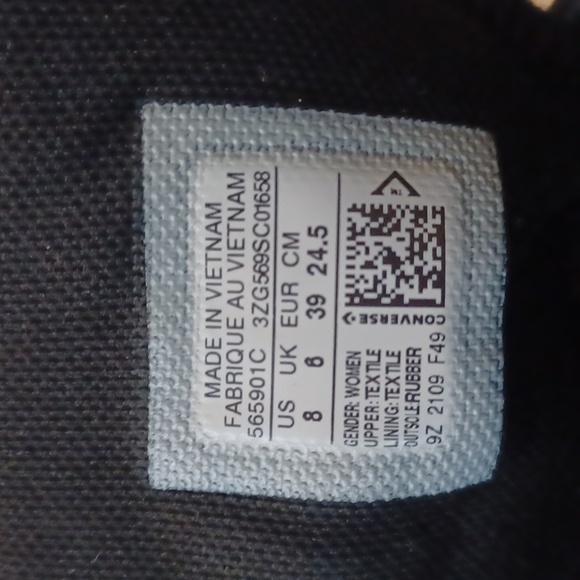 MADE IN VIETNAM
FABRIQUE AU VIETNAM
565901C 3ZG569SC01658
US UK EUR CM
8 6 39 24.5
GENDER: WOMEN
UPPER: TEXTILE
LINING: TEXTILE
OUTSOLE:RUBBER
9Z 2109 F49
CONVERSE